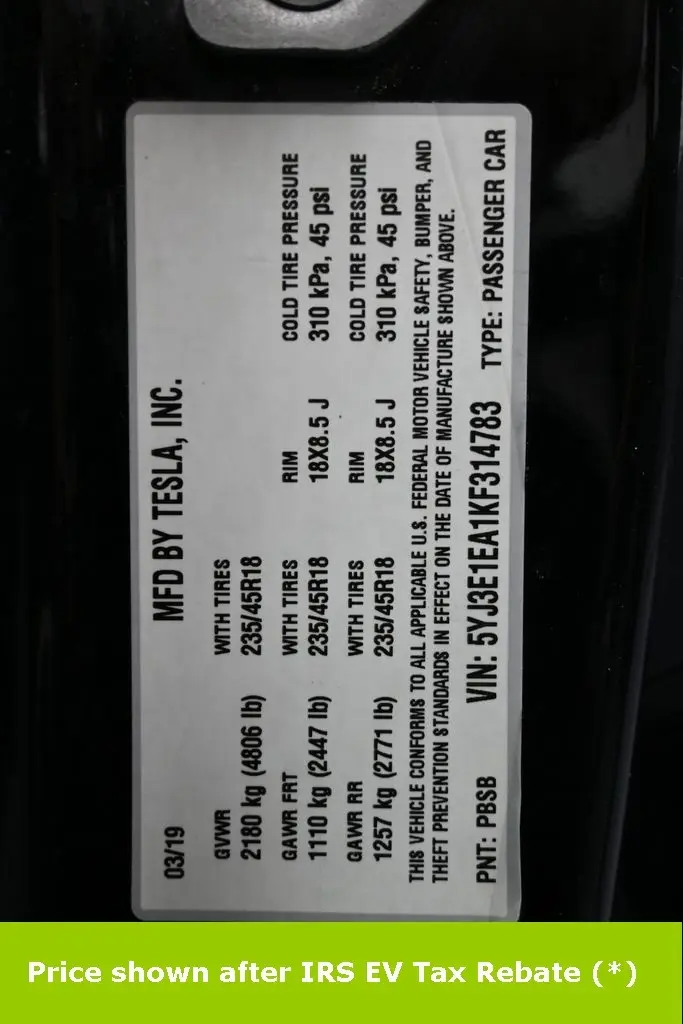 MFD BY TESLA, INC.
03/19
GVWR WITH TIRES
2180 kg (4806 lb) 235/45R18
GAWR FRT WITH TIRES RIM COLD TIRE PRESSURE
1110 kg (2447 lb) 235/45R18 18X8.5 J 310 kPa, 45 psi
GAWR RR WITH TIRES RIM COLD TIRE PRESSURE
1257 kg (2771 lb) 235/45R18 18X8.5 J 310 kPa, 45 psi
THIS VEHICLE CONFORMS TO ALL APPLICABLE U.S. FEDERAL MOTOR VEHICLE SAFETY, BUMPER, AND
THEFT PREVENTION STANDARDS IN EFFECT ON THE DATE OF MANUFACTURE SHOWN ABOVE.
PNT: PBSB VIN: 5YJ3E1EA1KF314783 TYPE: PASSENGER CAR
Price shown after IRS EV Tax Rebate (*)